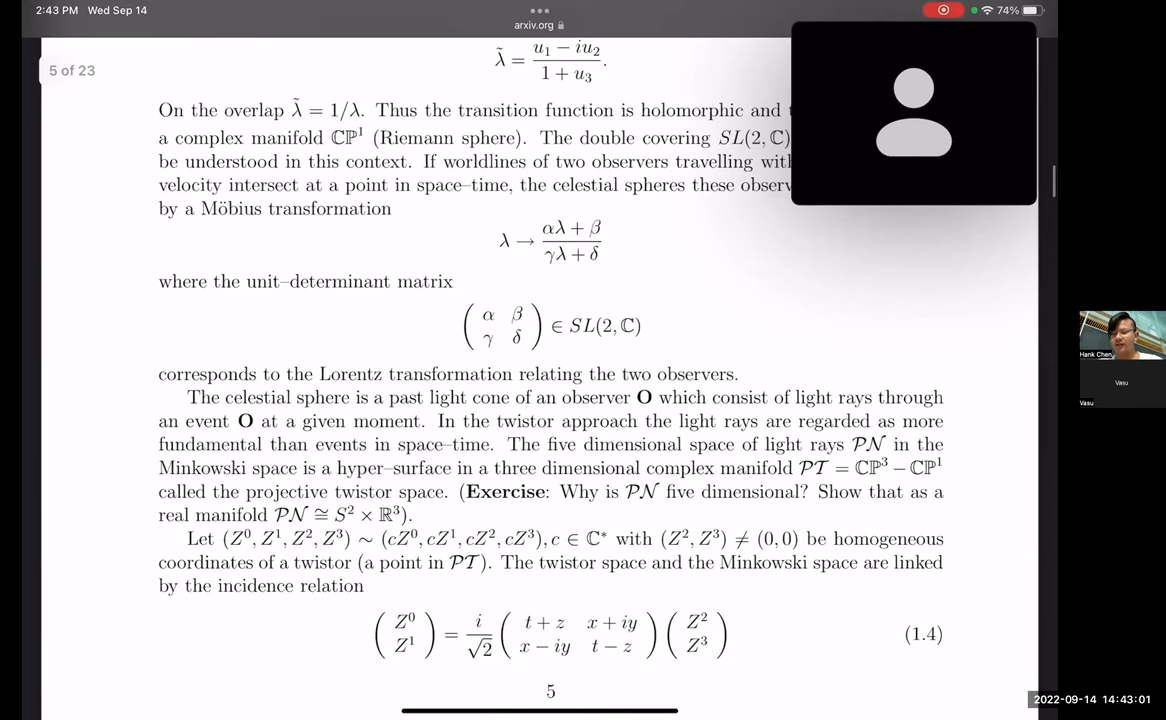 2:43 PM Wed Sep 14
arxiv.org
74%
5 of 23
λ̃ = (u₁ − iu₂)/(1 + u₃).
On the overlap λ̃ = 1/λ. Thus the transition function is holomorphic and
a complex manifold ℂℙ¹ (Riemann sphere). The double covering SL(2, ℂ)
be understood in this context. If worldlines of two observers travelling with
velocity intersect at a point in space–time, the celestial spheres these
by a Möbius transformation
λ → (αλ + β)/(γλ + δ)
where the unit–determinant matrix
( α β
γ δ ) ∈ SL(2, ℂ)
corresponds to the Lorentz transformation relating the two observers.
The celestial sphere is a past light cone of an observer O which consist of light rays through
an event O at a given moment. In the twistor approach the light rays are regarded as more
fundamental than events in space–time. The five dimensional space of light rays 𝒫𝒩 in the
Minkowski space is a hyper–surface in a three dimensional complex manifold 𝒫𝒯 = ℂℙ³ − ℂℙ¹
called the projective twistor space. (Exercise: Why is 𝒫𝒩 five dimensional? Show that as a
real manifold 𝒫𝒩 ≅ S² × ℝ³).
Let (Z⁰, Z¹, Z², Z³) ∼ (cZ⁰, cZ¹, cZ², cZ³), c ∈ ℂ* with (Z², Z³) ≠ (0, 0) be homogeneous
coordinates of a twistor (a point in 𝒫𝒯). The twistor space and the Minkowski space are linked
by the incidence relation
( Z⁰ Z¹ ) = i/√2 ( t + z x + iy
x − iy t − z ) ( Z² Z³ ) (1.4)
5
Hank Chen
Vasu
Vasu
2022-09-14 14:43:01